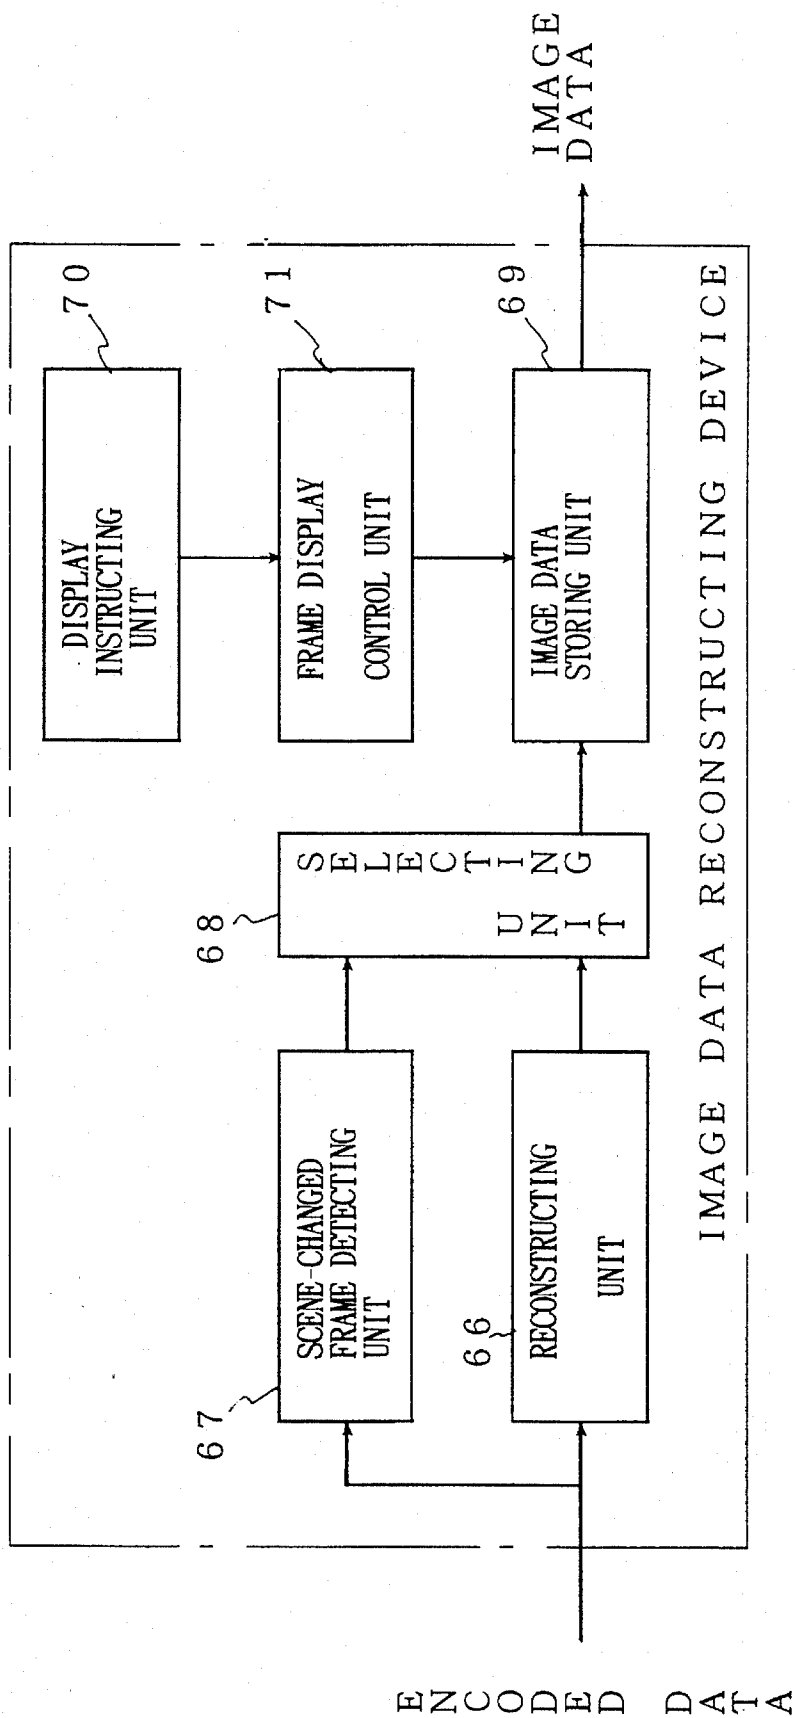 70
DISPLAY
INSTRUCTING
UNIT
71
FRAME DISPLAY
CONTROL UNIT
69
IMAGE DATA
STORING UNIT
IMAGE
DATA
68
SELECTING
UNIT
67
SCENE-CHANGED
FRAME DETECTING
UNIT
66
RECONSTRUCTING
UNIT
ENCODED DATA
IMAGE DATA RECONSTRUCTING DEVICE